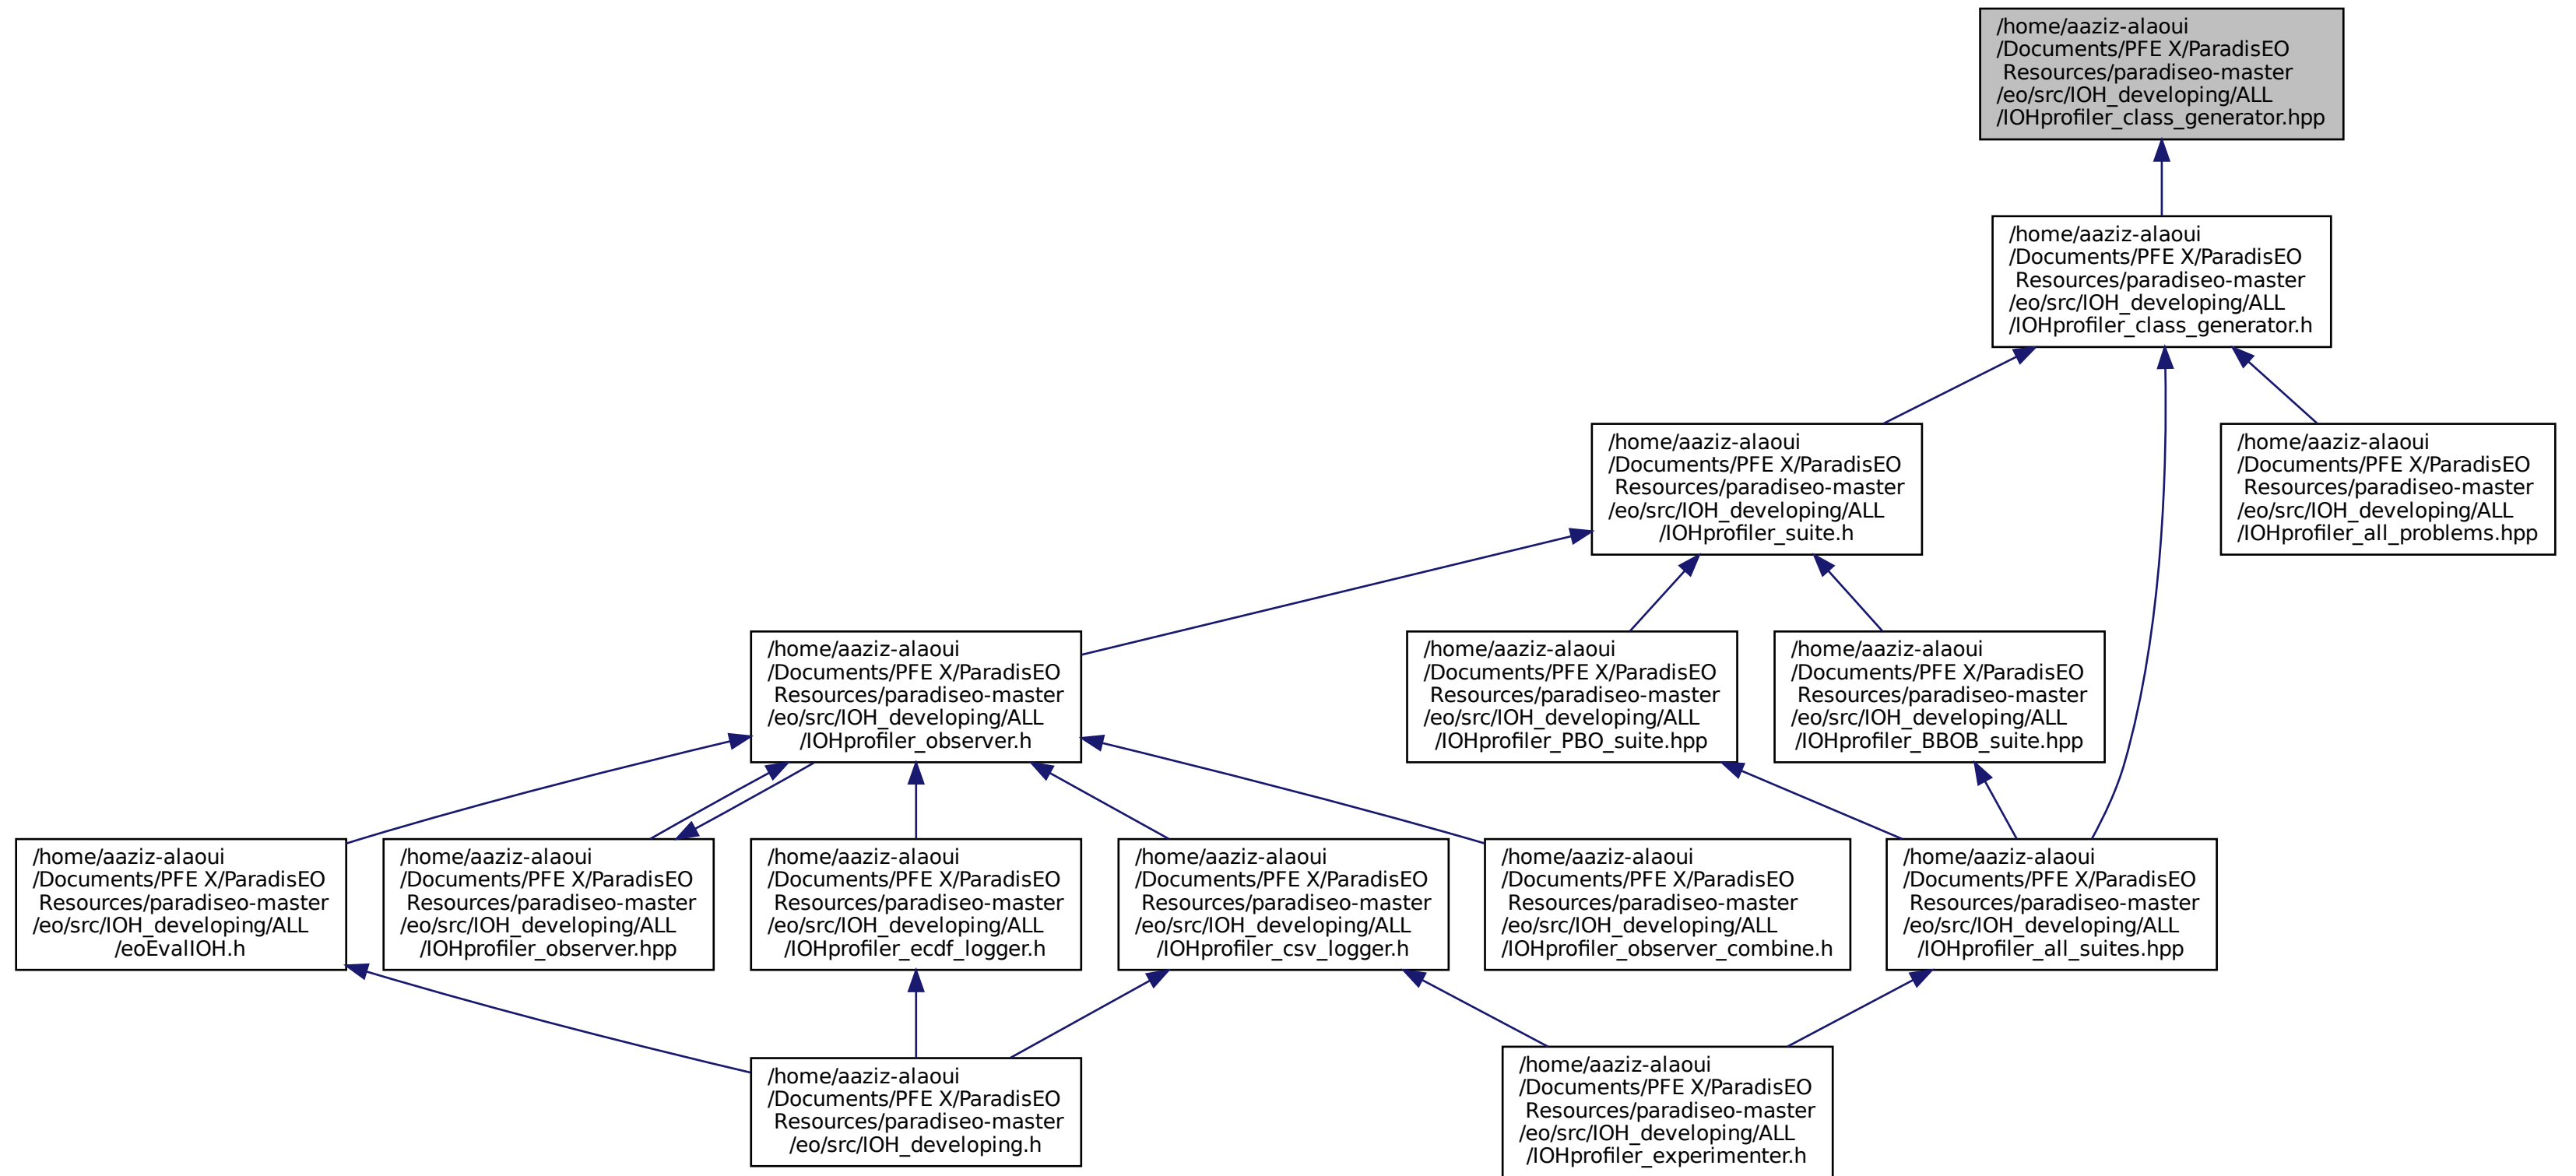 /home/aaziz-alaoui
/Documents/PFE X/ParadisEO
Resources/paradiseo-master
/eo/src/IOH_developing/ALL
/IOHprofiler_class_generator.hpp
/home/aaziz-alaoui
/Documents/PFE X/ParadisEO
Resources/paradiseo-master
/eo/src/IOH_developing/ALL
/IOHprofiler_class_generator.h
/home/aaziz-alaoui
/Documents/PFE X/ParadisEO
Resources/paradiseo-master
/eo/src/IOH_developing/ALL
/IOHprofiler_suite.h
/home/aaziz-alaoui
/Documents/PFE X/ParadisEO
Resources/paradiseo-master
/eo/src/IOH_developing/ALL
/IOHprofiler_all_problems.hpp
/home/aaziz-alaoui
/Documents/PFE X/ParadisEO
Resources/paradiseo-master
/eo/src/IOH_developing/ALL
/IOHprofiler_observer.h
/home/aaziz-alaoui
/Documents/PFE X/ParadisEO
Resources/paradiseo-master
/eo/src/IOH_developing/ALL
/IOHprofiler_PBO_suite.hpp
/home/aaziz-alaoui
/Documents/PFE X/ParadisEO
Resources/paradiseo-master
/eo/src/IOH_developing/ALL
/IOHprofiler_BBOB_suite.hpp
/home/aaziz-alaoui
/Documents/PFE X/ParadisEO
Resources/paradiseo-master
/eo/src/IOH_developing/ALL
/eoEvalIOH.h
/home/aaziz-alaoui
/Documents/PFE X/ParadisEO
Resources/paradiseo-master
/eo/src/IOH_developing/ALL
/IOHprofiler_observer.hpp
/home/aaziz-alaoui
/Documents/PFE X/ParadisEO
Resources/paradiseo-master
/eo/src/IOH_developing/ALL
/IOHprofiler_ecdf_logger.h
/home/aaziz-alaoui
/Documents/PFE X/ParadisEO
Resources/paradiseo-master
/eo/src/IOH_developing/ALL
/IOHprofiler_csv_logger.h
/home/aaziz-alaoui
/Documents/PFE X/ParadisEO
Resources/paradiseo-master
/eo/src/IOH_developing/ALL
/IOHprofiler_observer_combine.h
/home/aaziz-alaoui
/Documents/PFE X/ParadisEO
Resources/paradiseo-master
/eo/src/IOH_developing/ALL
/IOHprofiler_all_suites.hpp
/home/aaziz-alaoui
/Documents/PFE X/ParadisEO
Resources/paradiseo-master
/eo/src/IOH_developing.h
/home/aaziz-alaoui
/Documents/PFE X/ParadisEO
Resources/paradiseo-master
/eo/src/IOH_developing/ALL
/IOHprofiler_experimenter.h